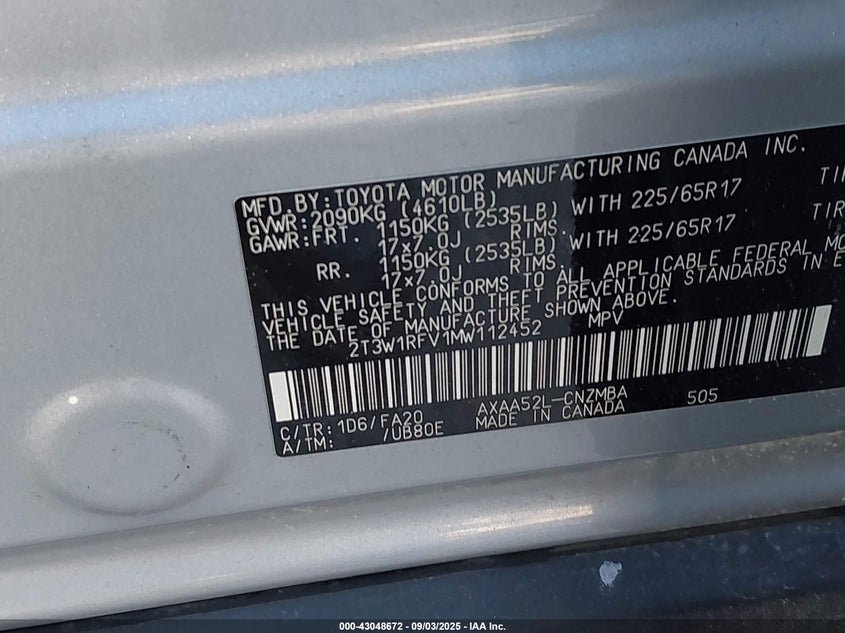 MFD. BY: TOYOTA MOTOR MANUFACTURING CANADA INC.
GVWR: 2090KG (4610LB)
GAWR: FRT. 1150KG (2535LB) WITH 225/65R17 TIR
17x7.0J RIMS.
RR. 1150KG (2535LB) WITH 225/65R17 TIR
17x7.0J RIMS.
THIS VEHICLE CONFORMS TO ALL APPLICABLE FEDERAL MO
VEHICLE SAFETY AND THEFT PREVENTION STANDARDS IN E
THE DATE OF MANUFACTURE SHOWN ABOVE.
2T3W1RFV1MW112452 MPV
C/TR: 1D6/FA20 AXAA52L-CNZMBA 505
A/TM: /UB80E MADE IN CANADA
000-43048672 - 09/03/2025 - IAA Inc.